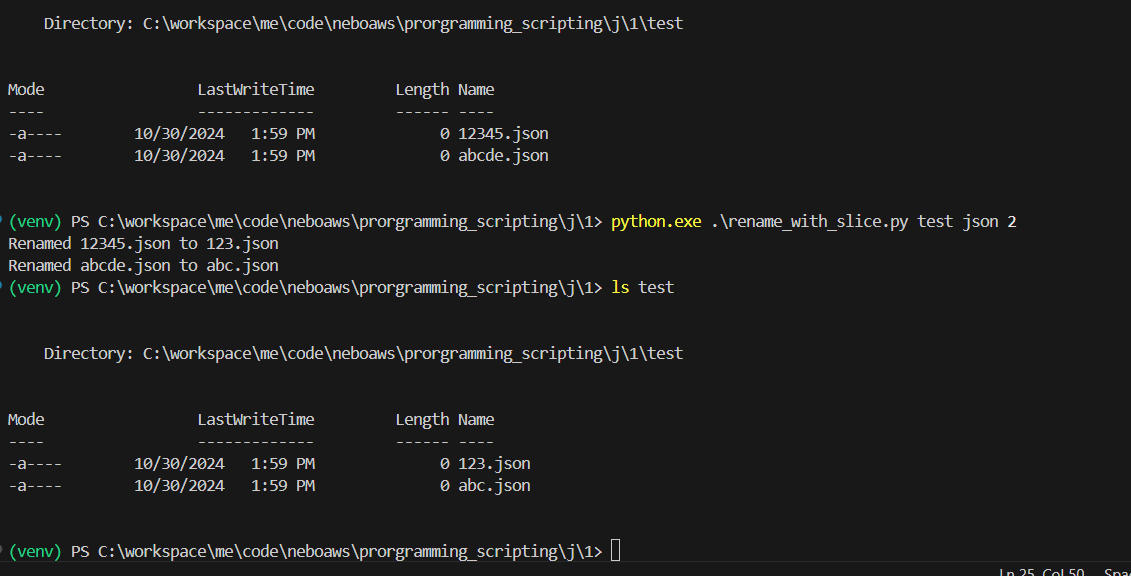 Directory: C:\workspace\me\code\neboaws\prorgramming_scripting\j\1\test
Mode LastWriteTime Length Name
---- ------------- ------ ----
-a---- 10/30/2024 1:59 PM 0 12345.json
-a---- 10/30/2024 1:59 PM 0 abcde.json
(venv) PS C:\workspace\me\code\neboaws\prorgramming_scripting\j\1> python.exe .\rename_with_slice.py test json 2
Renamed 12345.json to 123.json
Renamed abcde.json to abc.json
(venv) PS C:\workspace\me\code\neboaws\prorgramming_scripting\j\1> ls test
Directory: C:\workspace\me\code\neboaws\prorgramming_scripting\j\1\test
Mode LastWriteTime Length Name
---- ------------- ------ ----
-a---- 10/30/2024 1:59 PM 0 123.json
-a---- 10/30/2024 1:59 PM 0 abc.json
(venv) PS C:\workspace\me\code\neboaws\prorgramming_scripting\j\1>
Ln 25, Col 50